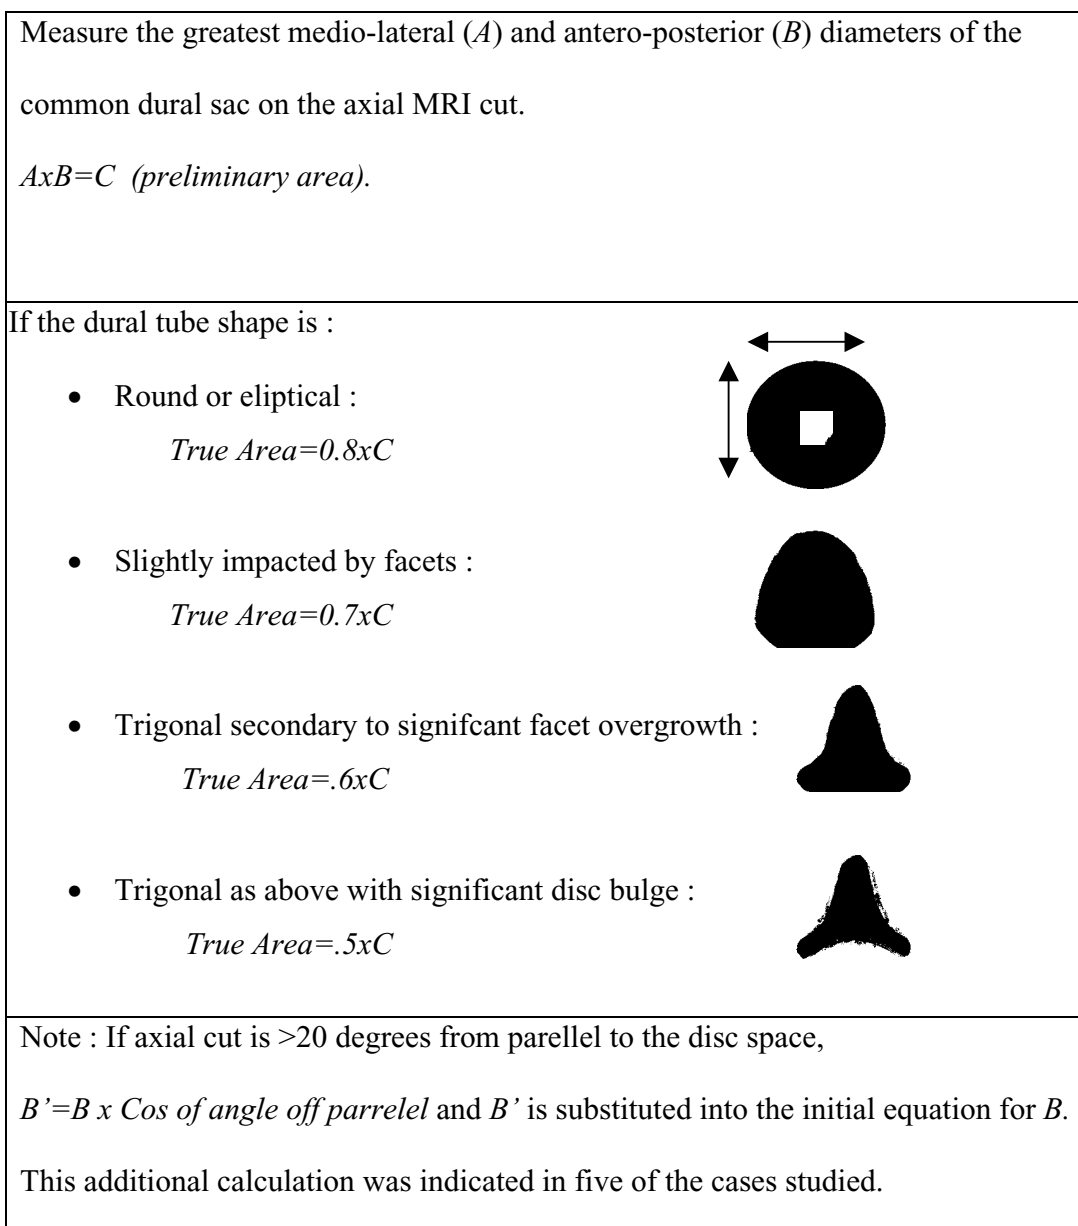 Measure the greatest medio-lateral (A) and antero-posterior (B) diameters of the
common dural sac on the axial MRI cut.
AxB=C (preliminary area).
If the dural tube shape is :
• Round or eliptical :
True Area=0.8xC
• Slightly impacted by facets :
True Area=0.7xC
• Trigonal secondary to signifcant facet overgrowth :
True Area=.6xC
• Trigonal as above with significant disc bulge :
True Area=.5xC
Note : If axial cut is >20 degrees from parellel to the disc space,
B’=B x Cos of angle off parrelel and B’ is substituted into the initial equation for B.
This additional calculation was indicated in five of the cases studied.